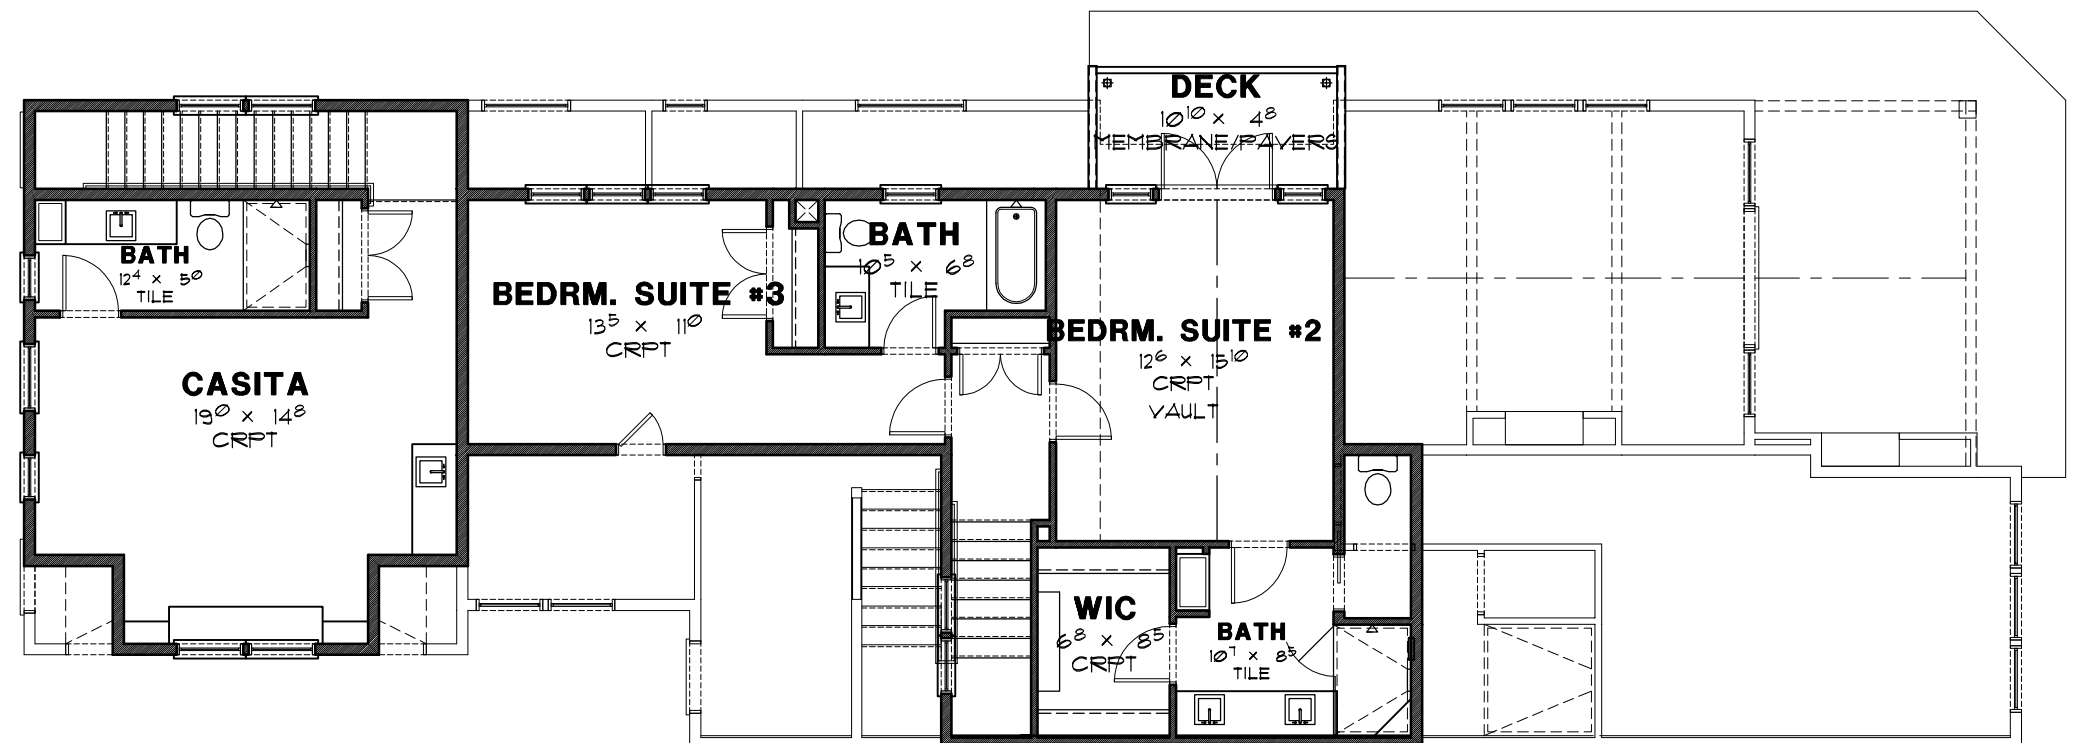 DECK
10¹⁰ × 4⁸
MEMBRANE/PAVERS
BATH
12⁴ × 5⁰
TILE
CASITA
19⁰ × 14⁸
CRPT
BEDRM. SUITE #3
13⁵ × 11⁰
CRPT
BATH
10⁵ × 6⁸
TILE
BEDRM. SUITE #2
12⁶ × 15¹⁰
CRPT
VAULT
WIC
6⁸ × 8⁵
CRPT
BATH
10⁷ × 8⁵
TILE